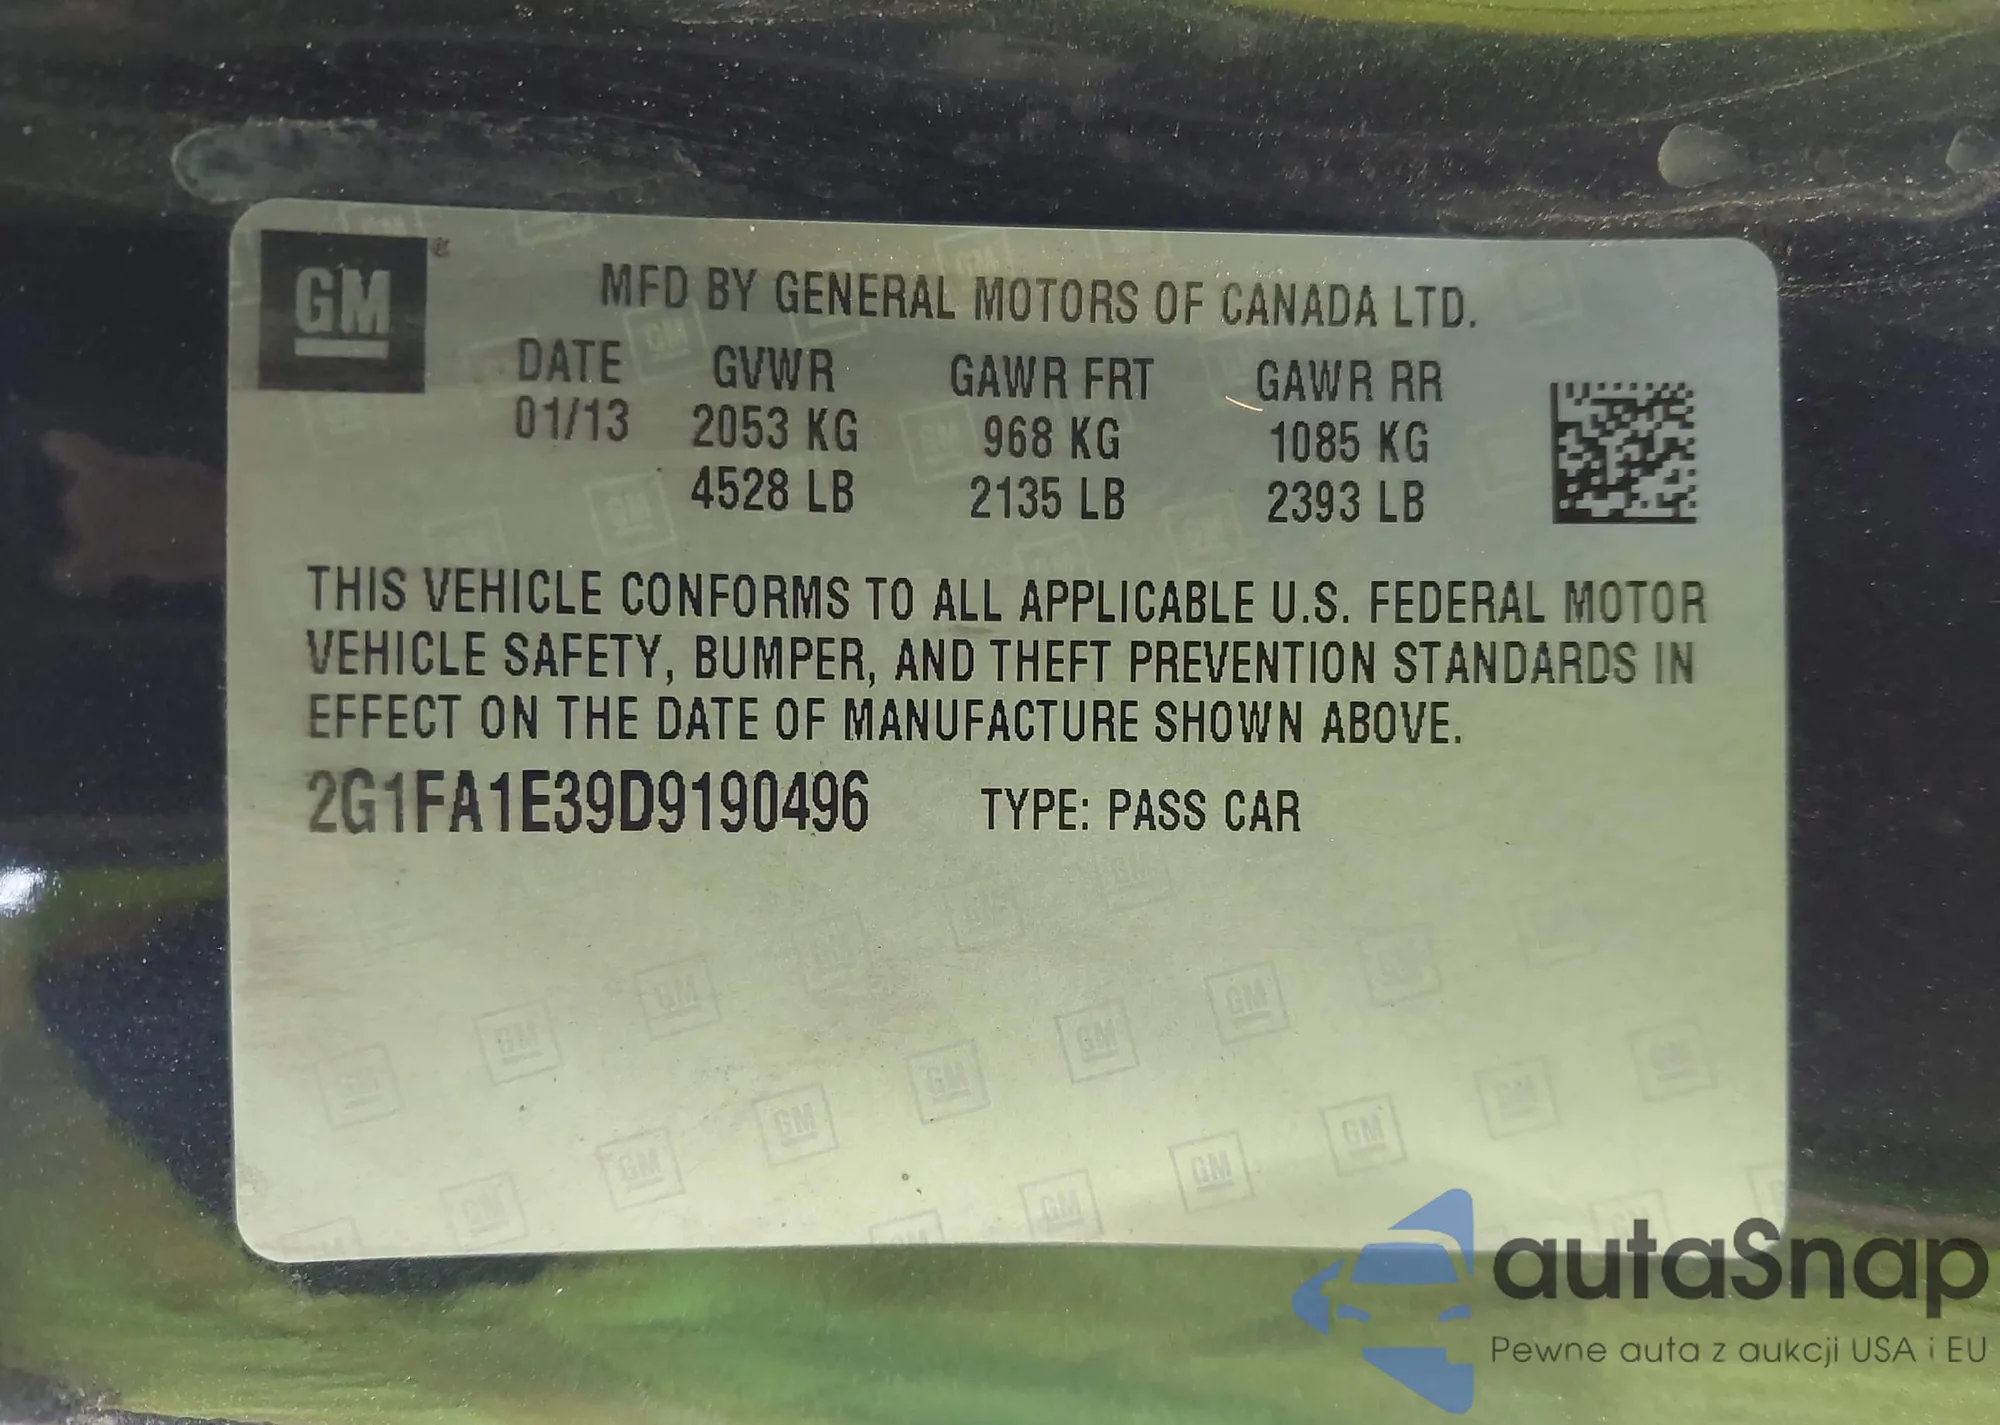 GM
MFD BY GENERAL MOTORS OF CANADA LTD.
DATE GVWR GAWR FRT GAWR RR
01/13 2053 KG 968 KG 1085 KG
4528 LB 2135 LB 2393 LB
THIS VEHICLE CONFORMS TO ALL APPLICABLE U.S. FEDERAL MOTOR
VEHICLE SAFETY, BUMPER, AND THEFT PREVENTION STANDARDS IN
EFFECT ON THE DATE OF MANUFACTURE SHOWN ABOVE.
2G1FA1E39D9190496 TYPE: PASS CAR
autaSnap
Pewne auta z aukcji USA i EU